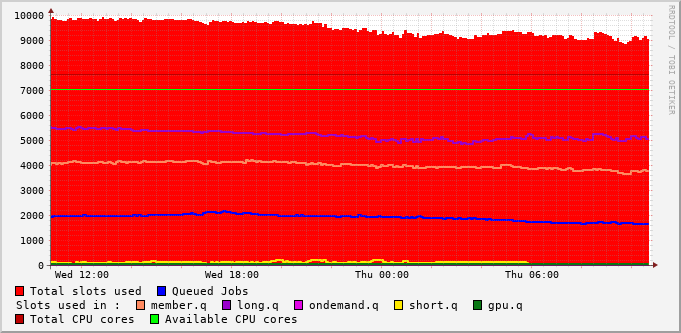 10000
9000
8000
7000
6000
5000
4000
3000
2000
1000
0
Wed 12:00 Wed 18:00 Thu 00:00 Thu 06:00
RRDTOOL / TOBI OETIKER
Total slots used Queued Jobs
Slots used in : member.q long.q ondemand.q short.q gpu.q
Total CPU cores Available CPU cores